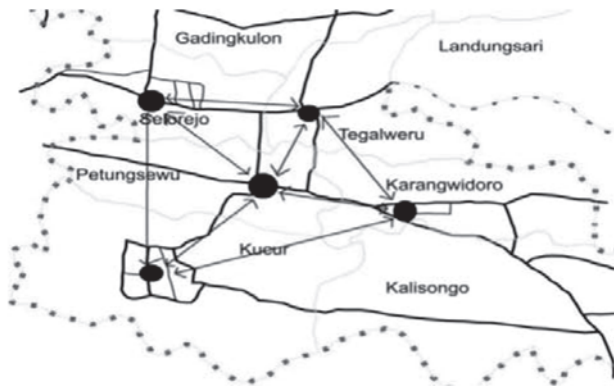 Gadingkulon
Landungsari
Selorejo
Tegalweru
Petungsewu
Karangwidoro
Kucur
Kalisongo